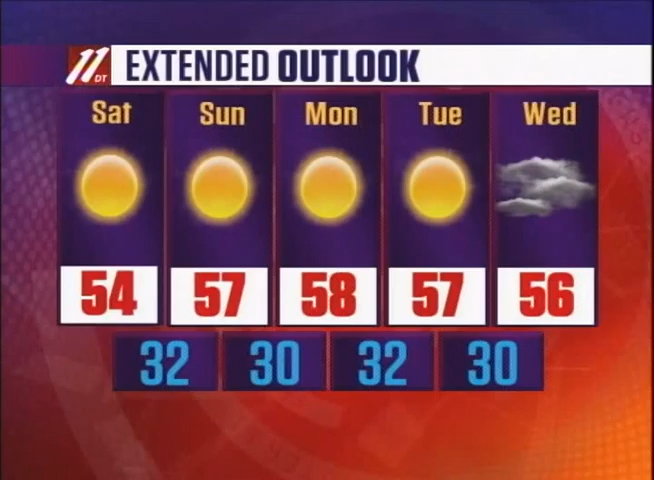 11 DT EXTENDED OUTLOOK
Sat Sun Mon Tue Wed
54 57 58 57 56
32 30 32 30